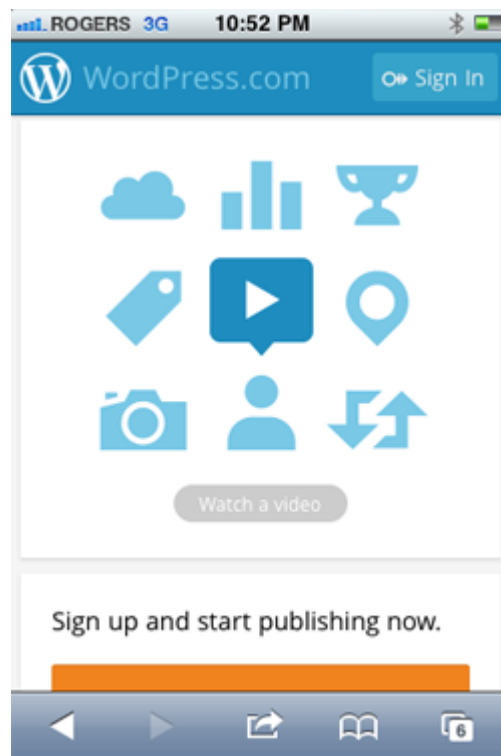 ROGERS 3G 10:52 PM
WordPress.com Sign In
Watch a video
Sign up and start publishing now.
6